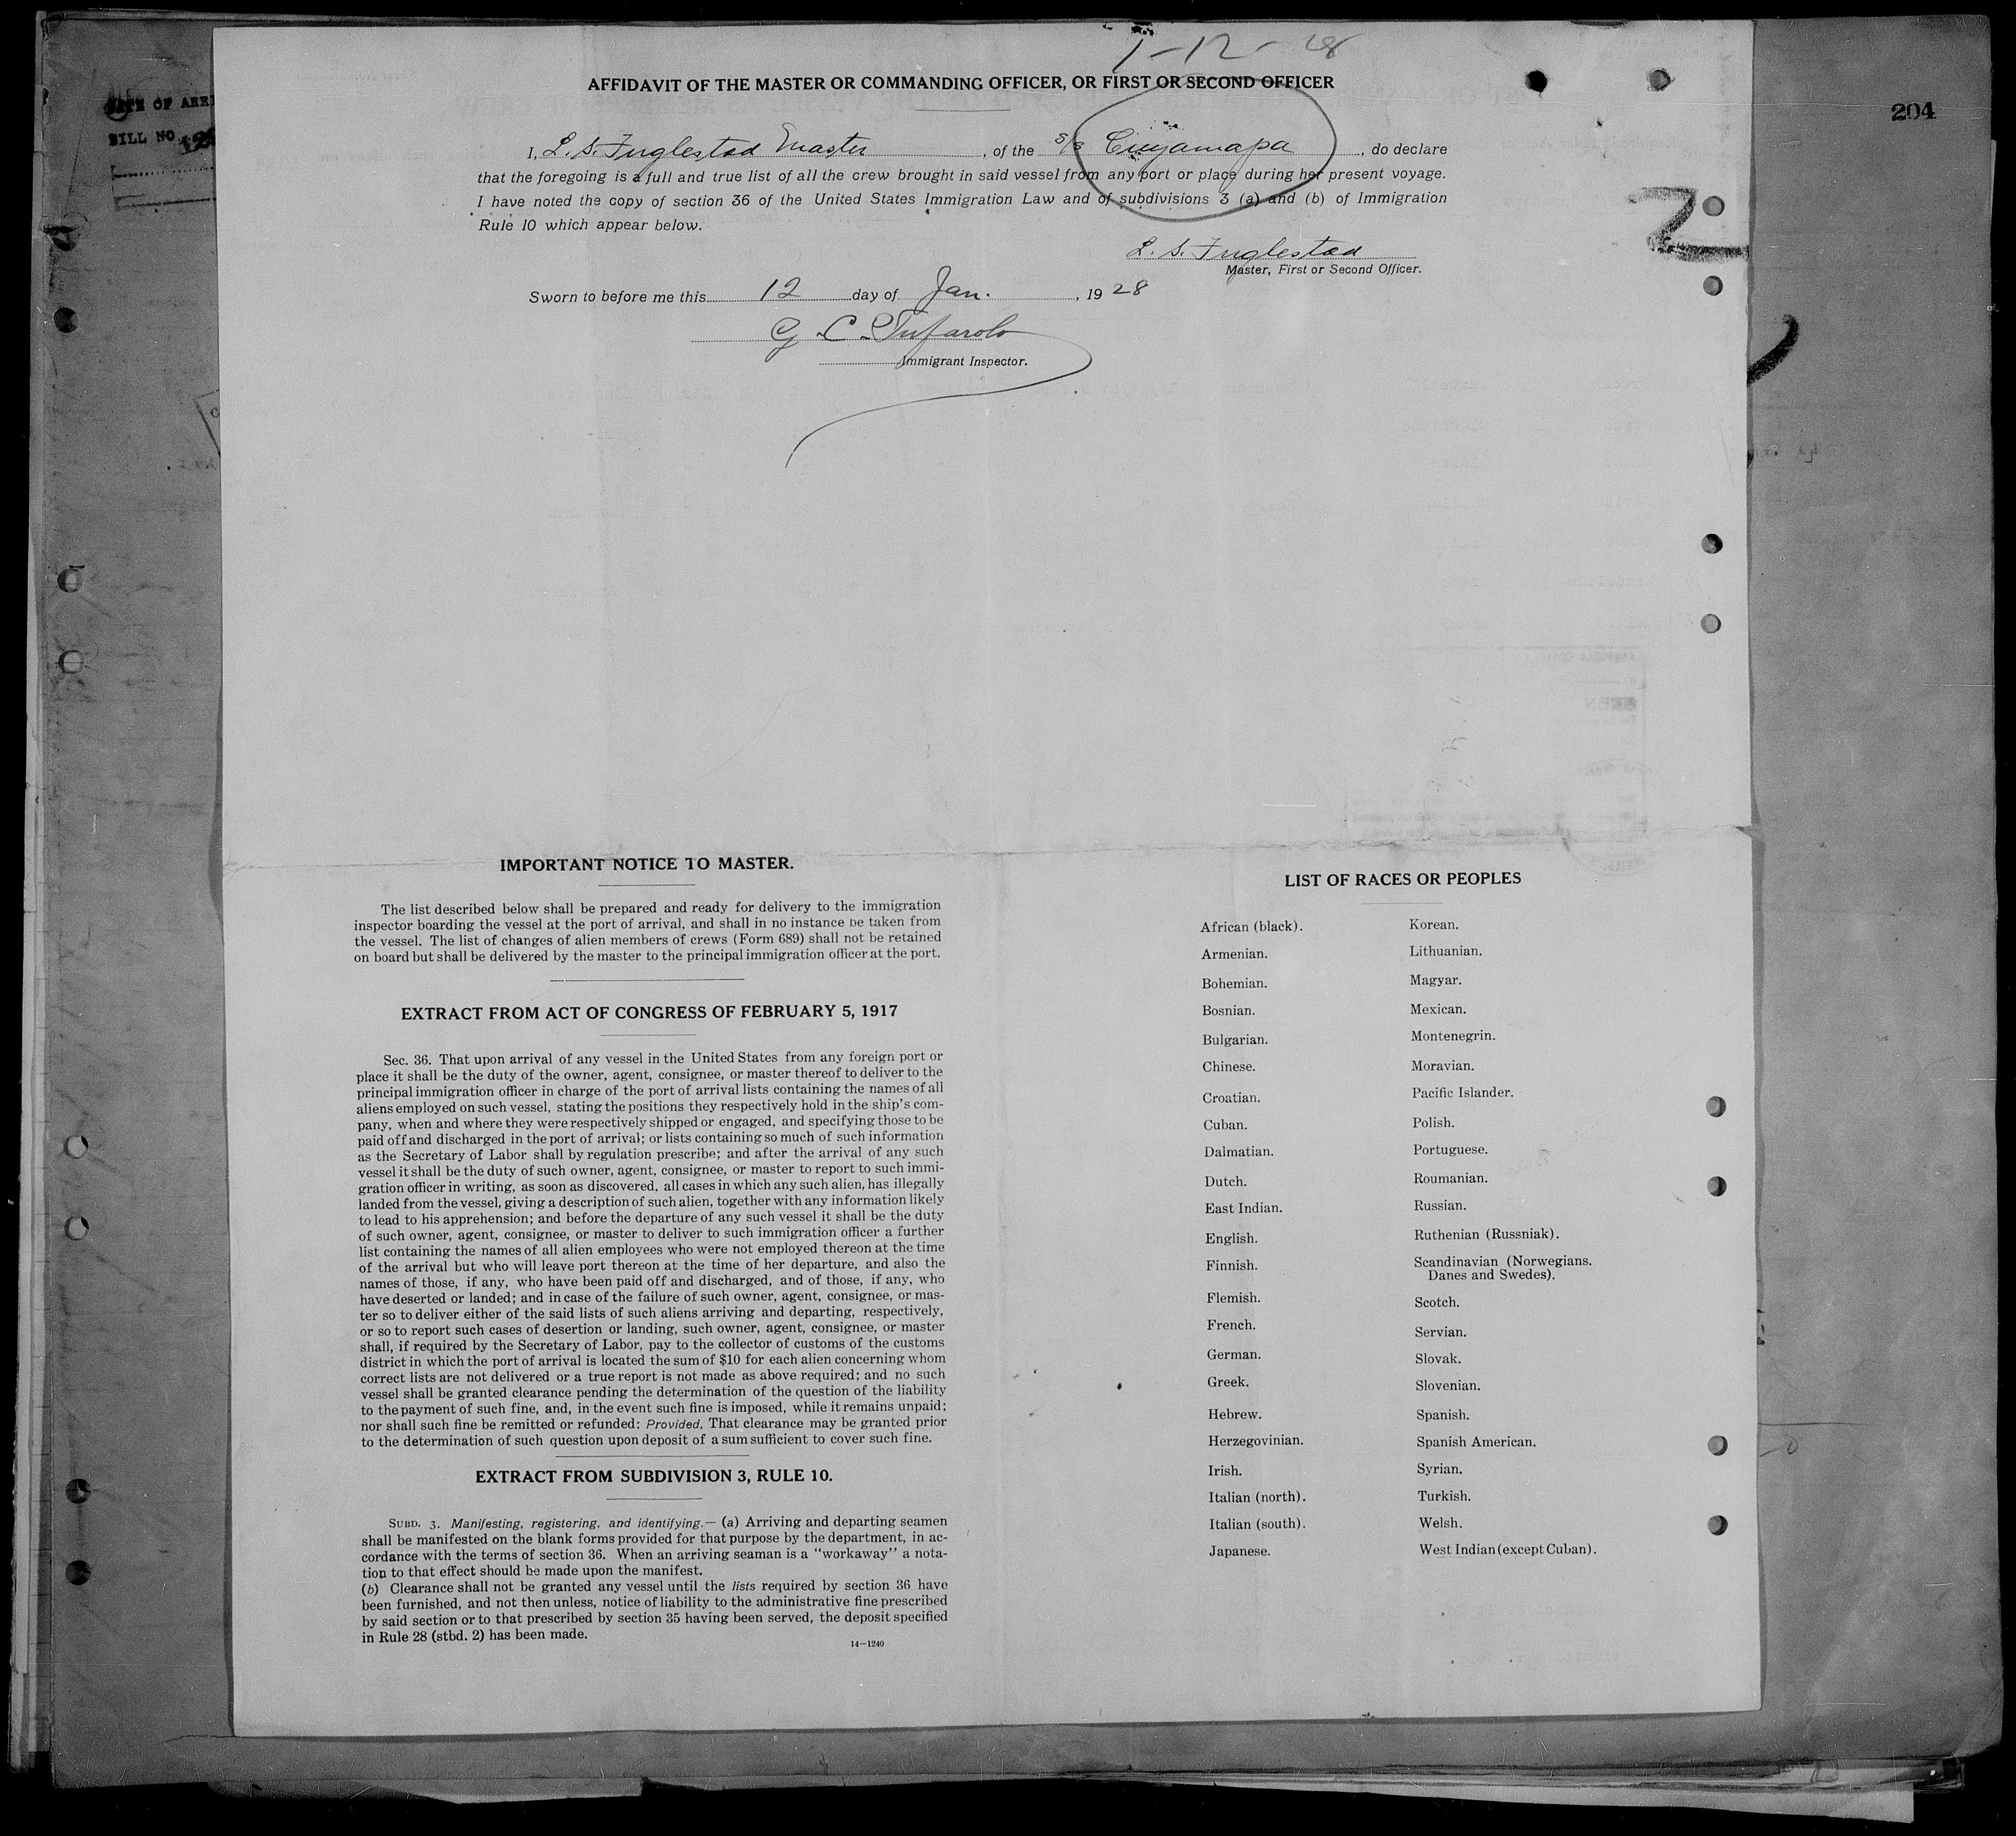 1-12-28
AFFIDAVIT OF THE MASTER OR COMMANDING OFFICER, OR FIRST OR SECOND OFFICER
204
BILL NO.
I, L. S. Fuglestad Master, of the S/S Cuyamapa, do declare
that the foregoing is a full and true list of all the crew brought in said vessel from any port or place during her present voyage.
I have noted the copy of section 36 of the United States Immigration Law and of subdivisions 3 (a) and (b) of Immigration
Rule 10 which appear below.
L. S. Fuglestad
Master, First or Second Officer.
Sworn to before me this 12 day of Jan., 1928
G C Tufarolo
Immigrant Inspector.
IMPORTANT NOTICE TO MASTER.
The list described below shall be prepared and ready for delivery to the immigration
inspector boarding the vessel at the port of arrival, and shall in no instance be taken from
the vessel. The list of changes of alien members of crews (Form 689) shall not be retained
on board but shall be delivered by the master to the principal immigration officer at the port.
EXTRACT FROM ACT OF CONGRESS OF FEBRUARY 5, 1917
Sec. 36. That upon arrival of any vessel in the United States from any foreign port or
place it shall be the duty of the owner, agent, consignee, or master thereof to deliver to the
principal immigration officer in charge of the port of arrival lists containing the names of all
aliens employed on such vessel, stating the positions they respectively hold in the ship's com-
pany, when and where they were respectively shipped or engaged, and specifying those to be
paid off and discharged in the port of arrival; or lists containing so much of such information
as the Secretary of Labor shall by regulation prescribe; and after the arrival of any such
vessel it shall be the duty of such owner, agent, consignee, or master to report to such immi-
gration officer in writing, as soon as discovered, all cases in which any such alien, has illegally
landed from the vessel, giving a description of such alien, together with any information likely
to lead to his apprehension; and before the departure of any such vessel it shall be the duty
of such owner, agent, consignee, or master to deliver to such immigration officer a further
list containing the names of all alien employees who were not employed thereon at the time
of the arrival but who will leave port thereon at the time of her departure, and also the
names of those, if any, who have been paid off and discharged, and of those, if any, who
have deserted or landed; and in case of the failure of such owner, agent, consignee, or mas-
ter so to deliver either of the said lists of such aliens arriving and departing, respectively,
or so to report such cases of desertion or landing, such owner, agent, consignee, or master
shall, if required by the Secretary of Labor, pay to the collector of customs of the customs
district in which the port of arrival is located the sum of $10 for each alien concerning whom
correct lists are not delivered or a true report is not made as above required; and no such
vessel shall be granted clearance pending the determination of the question of the liability
to the payment of such fine, and, in the event such fine is imposed, while it remains unpaid;
nor shall such fine be remitted or refunded: Provided, That clearance may be granted prior
to the determination of such question upon deposit of a sum sufficient to cover such fine.
EXTRACT FROM SUBDIVISION 3, RULE 10.
SUBD. 3. Manifesting, registering, and identifying.—(a) Arriving and departing seamen
shall be manifested on the blank forms provided for that purpose by the department, in ac-
cordance with the terms of section 36. When an arriving seaman is a "workaway" a nota-
tion to that effect should be made upon the manifest.
(b) Clearance shall not be granted any vessel until the lists required by section 36 have
been furnished, and not then unless, notice of liability to the administrative fine prescribed
by said section or to that prescribed by section 35 having been served, the deposit specified
in Rule 28 (stbd. 2) has been made.
14—1240
LIST OF RACES OR PEOPLES
African (black).
Armenian.
Bohemian.
Bosnian.
Bulgarian.
Chinese.
Croatian.
Cuban.
Dalmatian.
Dutch.
East Indian.
English.
Finnish.
Flemish.
French.
German.
Greek.
Hebrew.
Herzegovinian.
Irish.
Italian (north).
Italian (south).
Japanese.
Korean.
Lithuanian.
Magyar.
Mexican.
Montenegrin.
Moravian.
Pacific Islander.
Polish.
Portuguese.
Roumanian.
Russian.
Ruthenian (Russniak).
Scandinavian (Norwegians.
Danes and Swedes).
Scotch.
Servian.
Slovak.
Slovenian.
Spanish.
Spanish American.
Syrian.
Turkish.
Welsh.
West Indian (except Cuban).